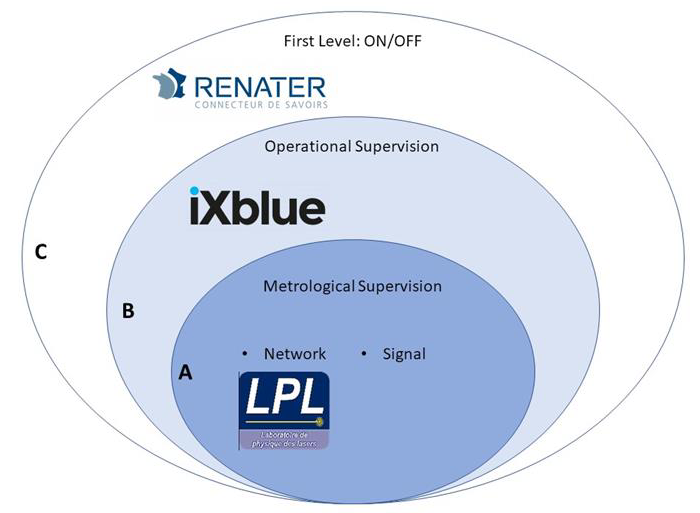 First Level: ON/OFF
RENATER
CONNECTEUR DE SAVOIRS
Operational Supervision
iXblue
C
Metrological Supervision
B
• Network • Signal
A
LPL
Laboratoire de
physique des lasers